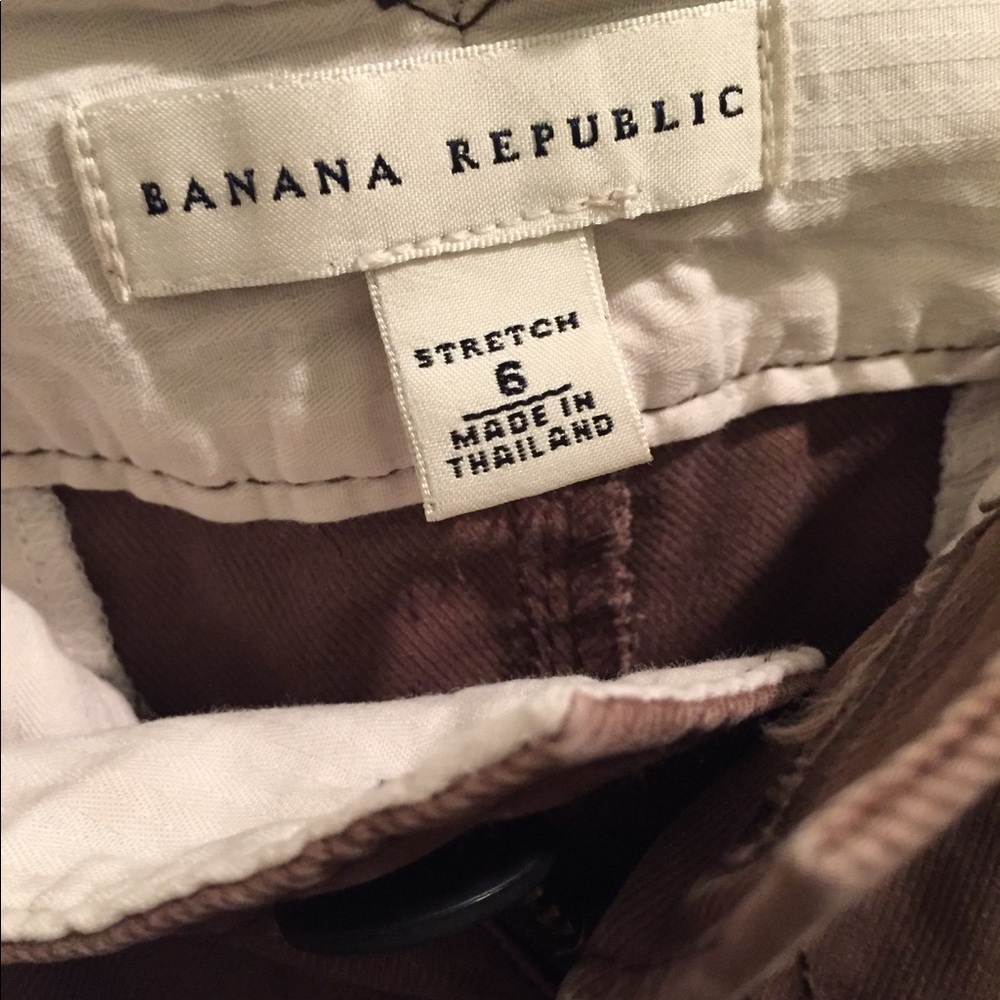 BANANA REPUBLIC
STRETCH
6
MADE IN
THAILAND